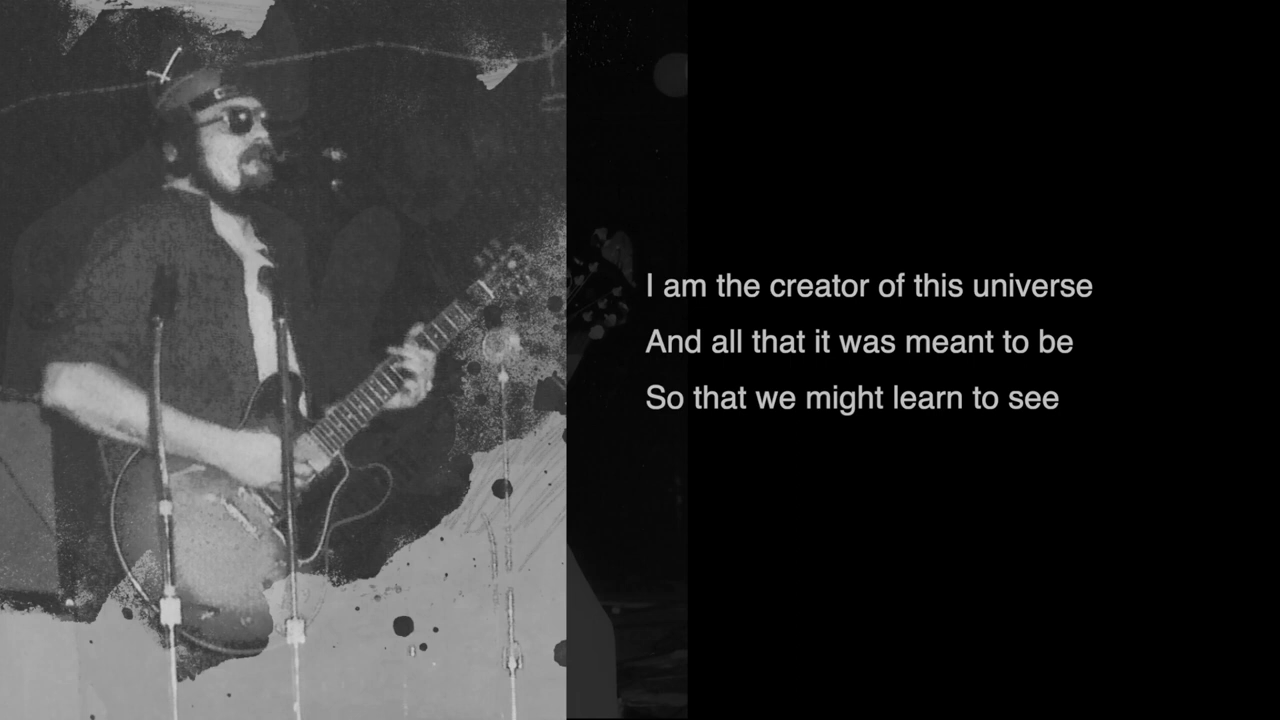 I am the creator of this universe
And all that it was meant to be
So that we might learn to see